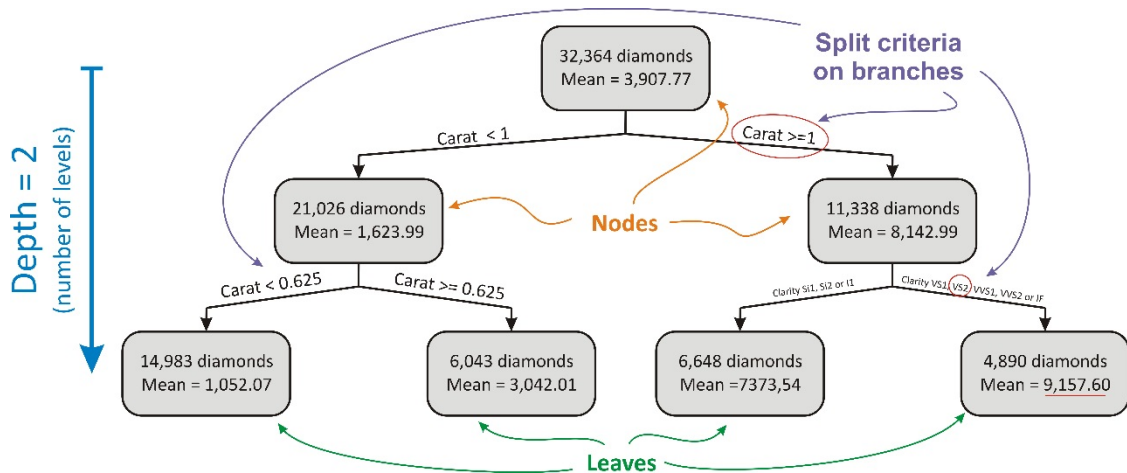 32,364 diamonds
Mean = 3,907.77
Split criteria
on branches
Carat < 1
Carat >=1
Depth = 2
(number of levels)
21,026 diamonds
Mean = 1,623.99
Nodes
11,338 diamonds
Mean = 8,142.99
Carat < 0.625
Carat >= 0.625
Clarity Si1, Si2 or I1
Clarity VS1, VS2, VVS1, VVS2 or IF
14,983 diamonds
Mean = 1,052.07
6,043 diamonds
Mean = 3,042.01
6,648 diamonds
Mean =7373,54
4,890 diamonds
Mean = 9,157.60
Leaves